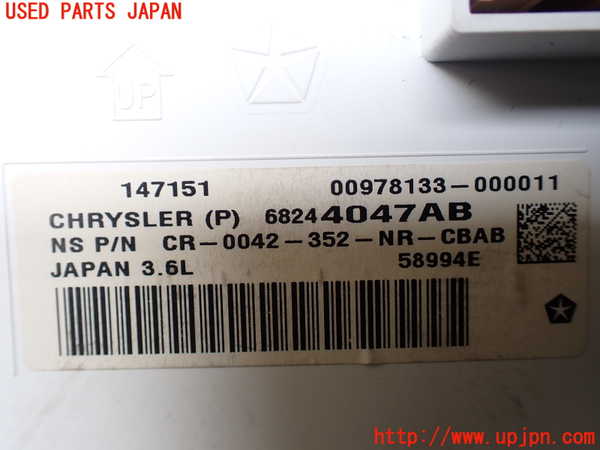 USED PARTS JAPAN
UP
147151 00978133-000011
CHRYSLER (P) 68244047AB
NS P/N CR-0042-352-NR-CBAB
JAPAN 3.6L 58994E
http://www.upjpn.com